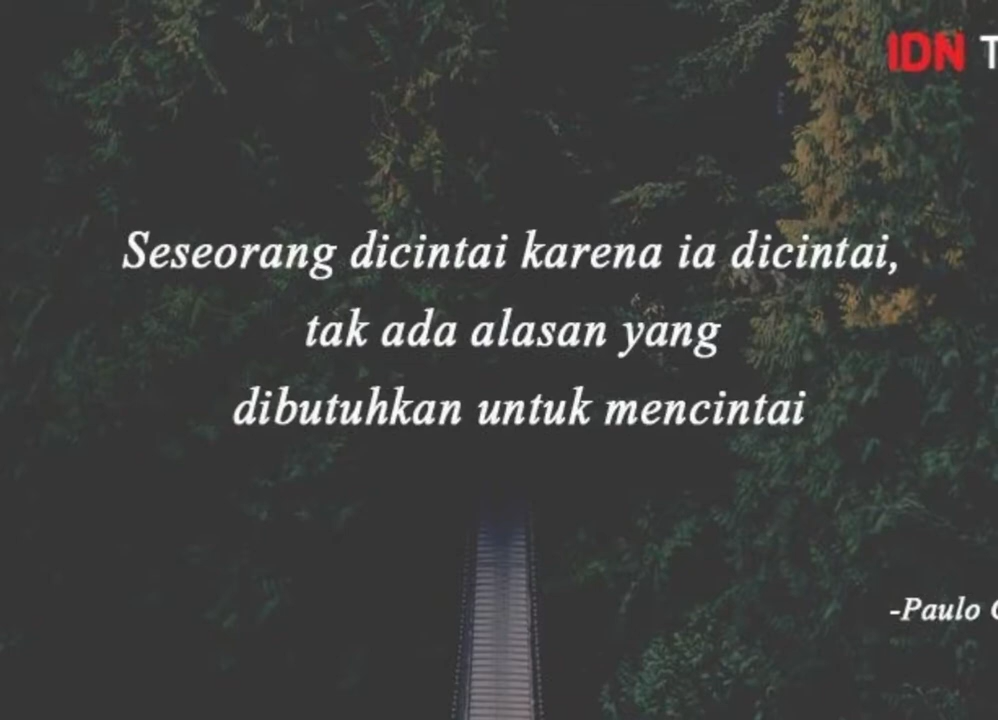 IDN T
Seseorang dicintai karena ia dicintai,
tak ada alasan yang
dibutuhkan untuk mencintai
-Paulo C